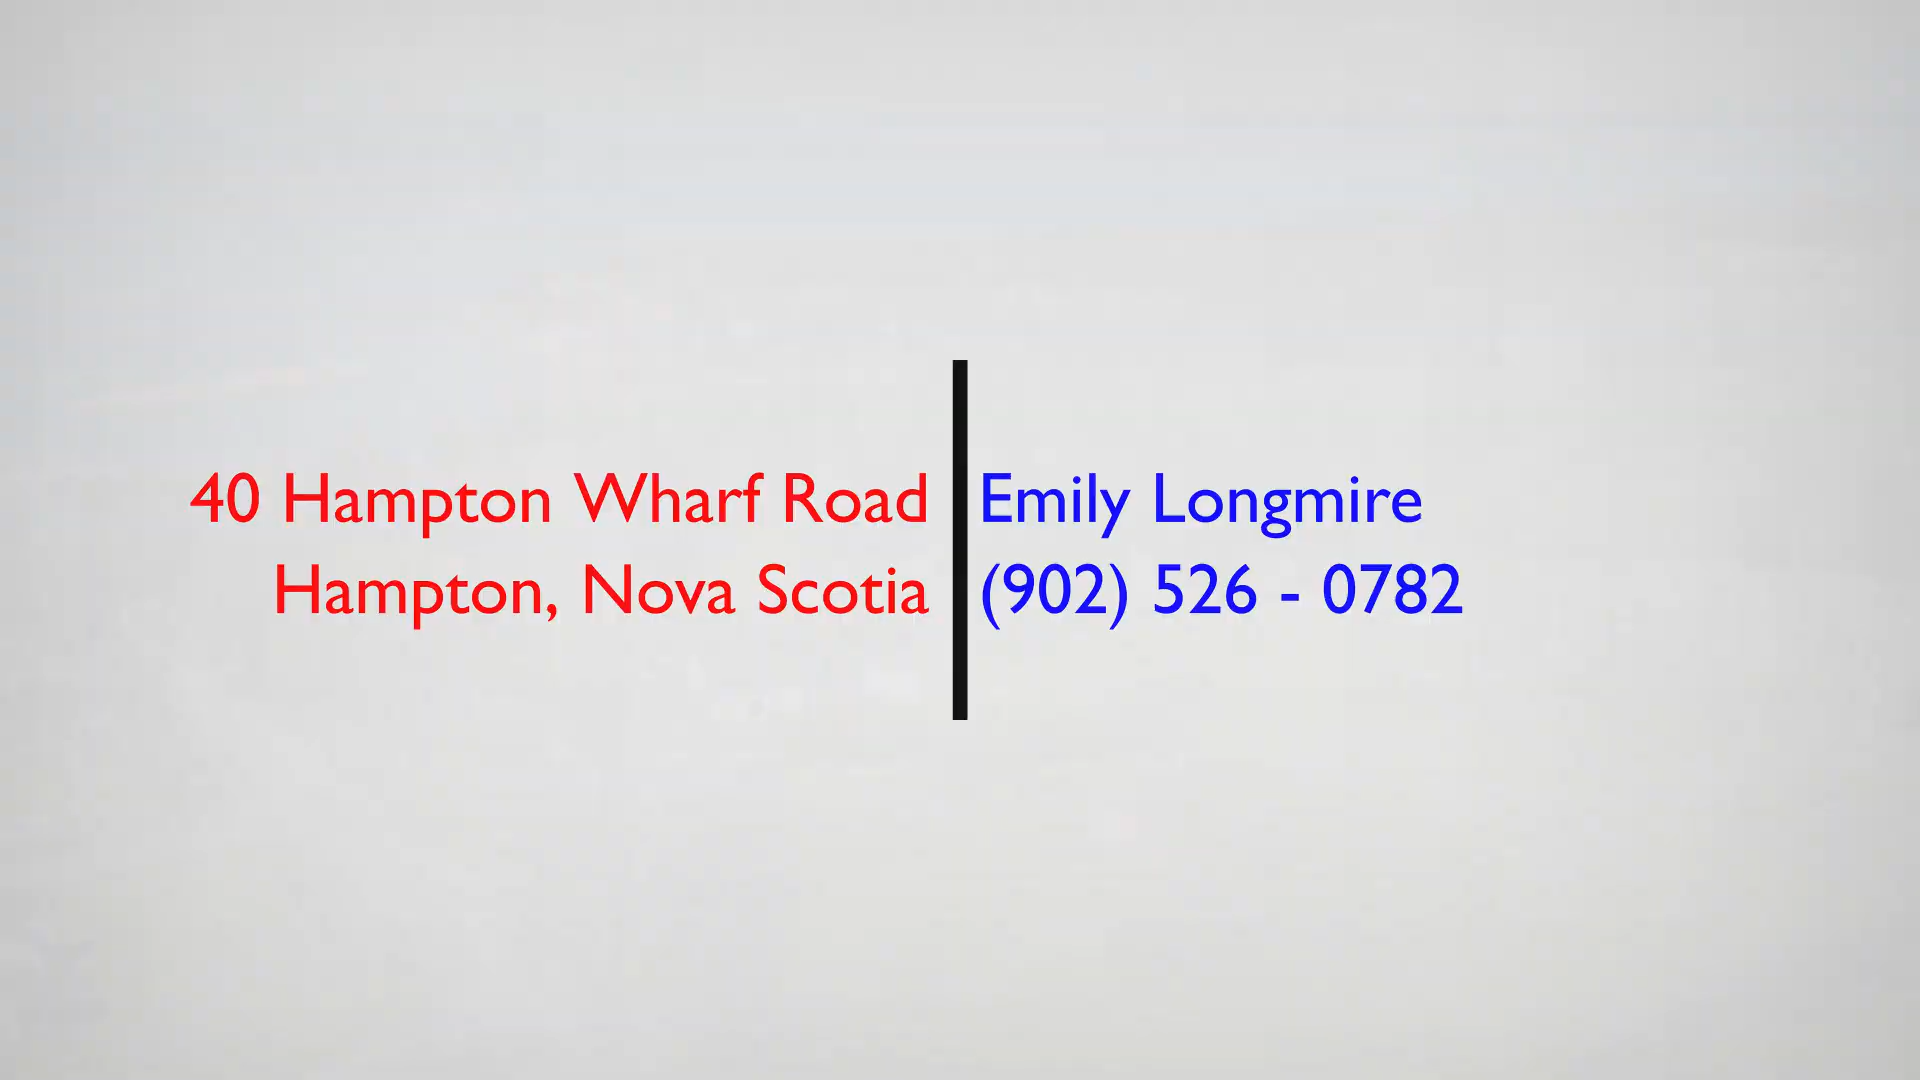 40 Hampton Wharf Road
Hampton, Nova Scotia
Emily Longmire
(902) 526 - 0782